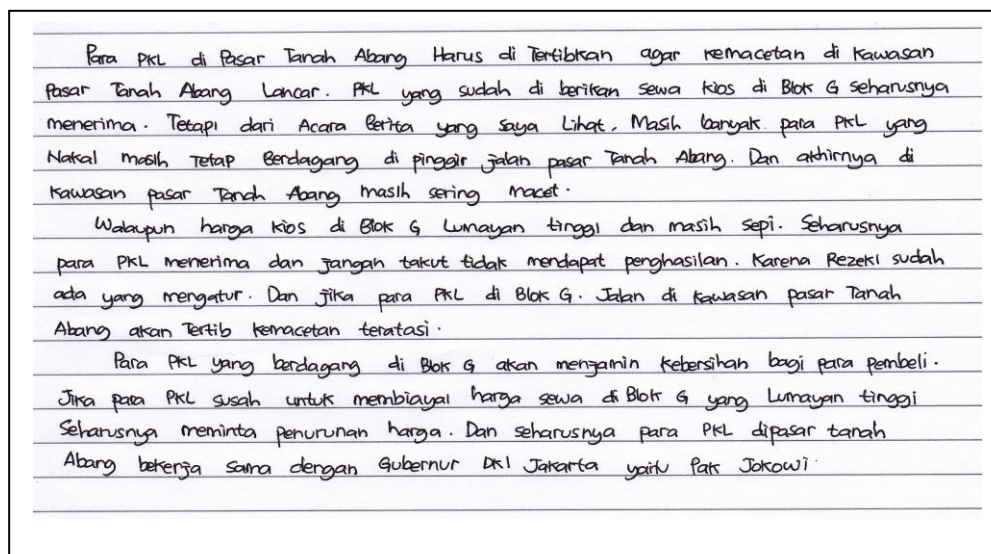 Para PKL di Pasar Tanah Abang Harus di Tertibkan agar kemacetan di kawasan
Pasar Tanah Abang Lancar. PKL yang sudah di berikan sewa kios di Blok G seharusnya
menerima. Tetapi dari Acara Berita yang saya Lihat. Masih banyak para PKL yang
Nakal masih Tetap Berdagang di pinggir jalan pasar Tanah Abang. Dan akhirnya di
kawasan pasar Tanah Abang masih sering macet.
Walaupun harga kios di Blok G Lumayan tinggi dan masih sepi. Seharusnya
para PKL menerima dan jangan takut tidak mendapat penghasilan. Karena Rezeki sudah
ada yang mengatur. Dan jika para PKL di Blok G. Jalan di kawasan pasar Tanah
Abang akan Tertib kemacetan teratasi.
Para PKL yang berdagang di Blok G akan menjamin kebersihan bagi para pembeli.
Jika para PKL susah untuk membiayai harga sewa di Blok G yang Lumayan tinggi
Seharusnya meminta penurunan harga. Dan seharusnya para PKL dipasar tanah
Abang bekerja sama dengan Gubernur DKI Jakarta yaitu Pak Jokowi.